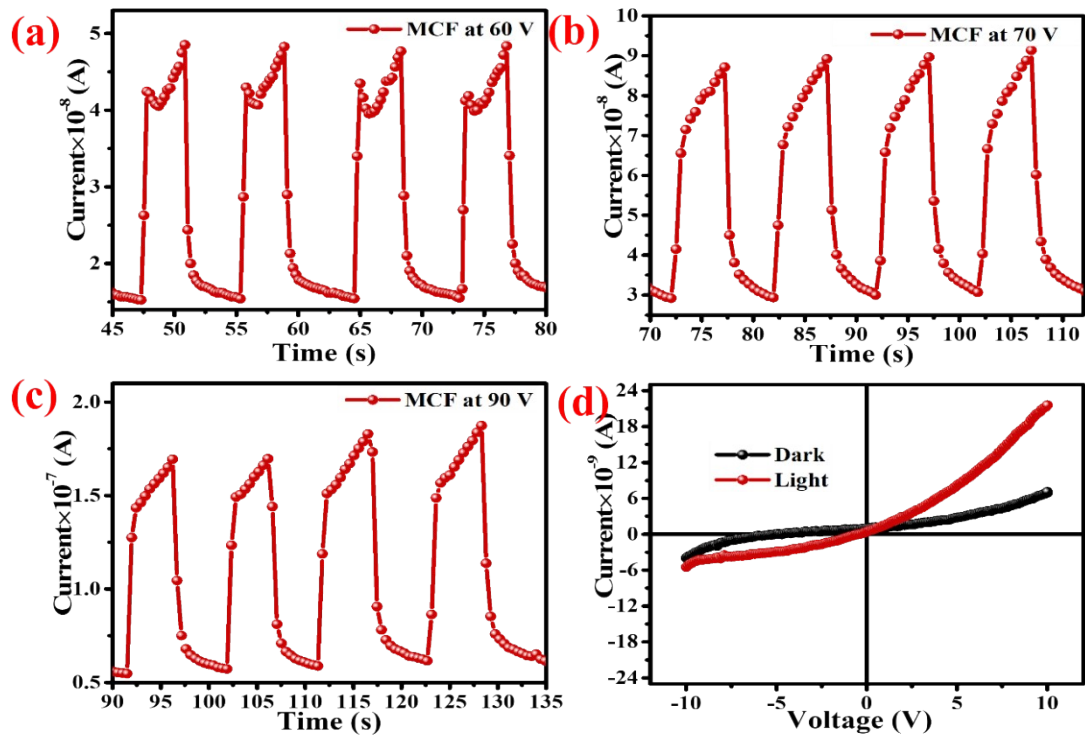 (a)
MCF at 60 V
5
4
3
2
1
Current×10⁻⁸ (A)
45 50 55 60 65 70 75 80
Time (s)
(b)
MCF at 70 V
10
9
8
7
6
5
4
3
Current×10⁻⁸ (A)
70 75 80 85 90 95 100 105 110
Time (s)
(c)
MCF at 90 V
2.0
1.5
1.0
0.5
Current×10⁻⁷ (A)
90 95 100 105 110 115 120 125 130 135
Time (s)
(d)
Dark
Light
24
18
12
6
0
-6
-12
-18
-24
Current×10⁻⁹ (A)
-10 -5 0 5 10
Voltage (V)